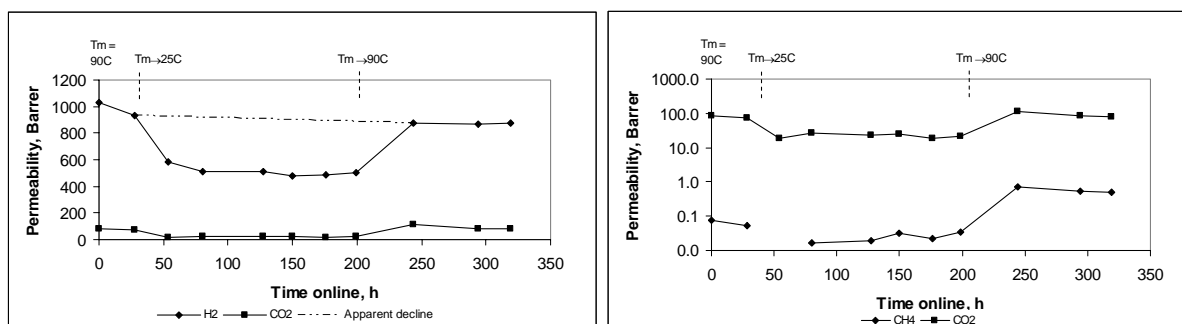 Tm =
90C
Tm→25C
Tm→90C
1200
1000
800
600
400
200
0
Permeability, Barrer
0 50 100 150 200 250 300 350
Time online, h
H2 CO2 Apparent decline
Tm =
90C
Tm→25C
Tm→90C
1000.0
100.0
10.0
1.0
0.1
0.0
Permeability, Barrer
0 50 100 150 200 250 300 350
Time online, h
CH4 CO2